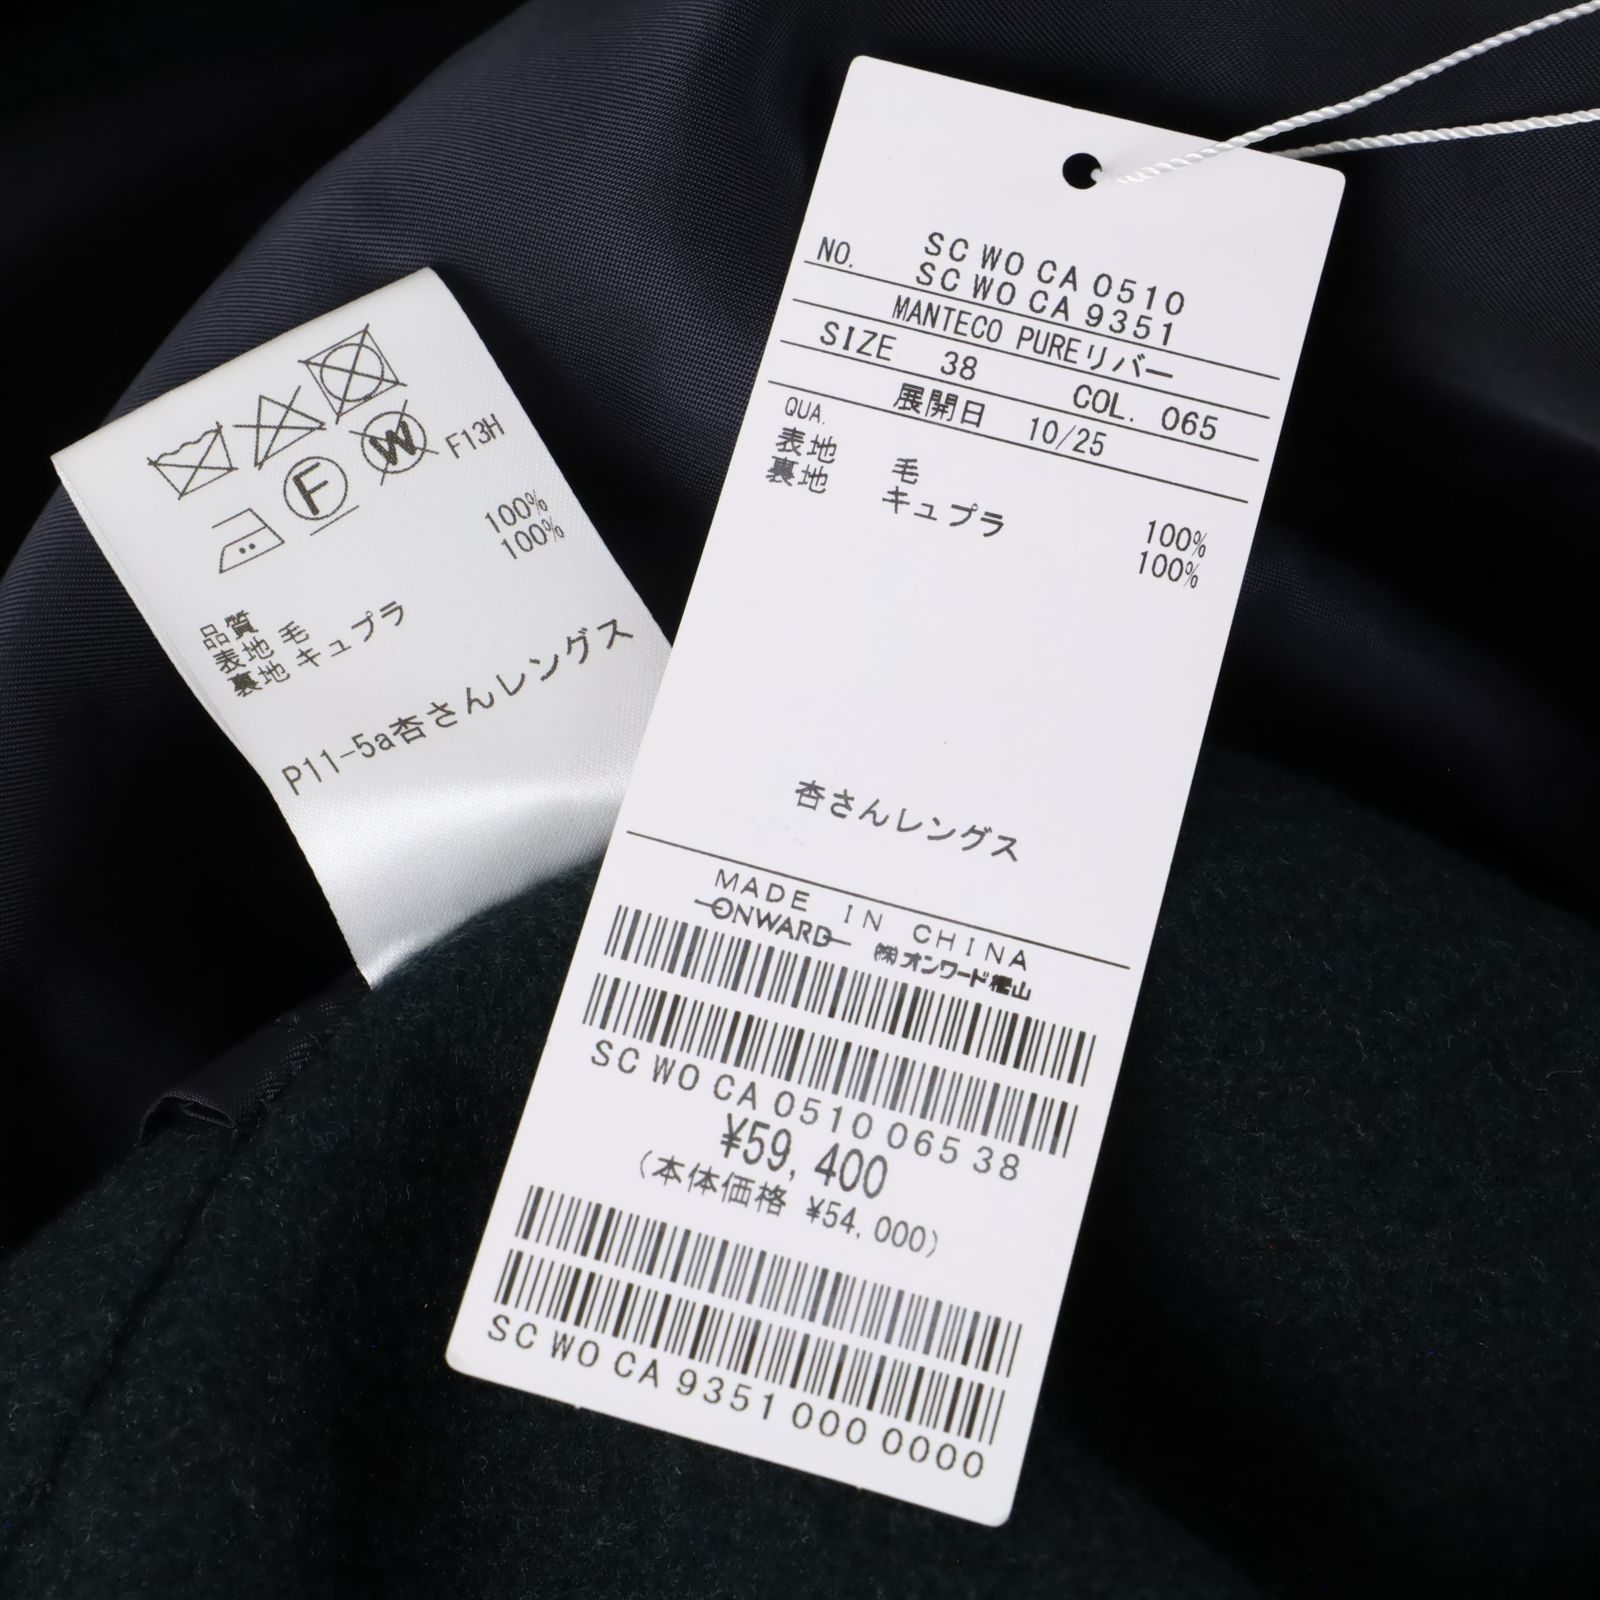 NO. SC WO CA 0510
SC WO CA 9351
MANTECO PUREリバー
SIZE 38 COL. 065
展開日 10/25
QUA.
表地 毛 100%
裏地 キュプラ 100%
杏さんレングス
MADE IN CHINA
ONWARD ㈱オンワード樫山
SC WO CA 0510 065 38
¥59,400
(本体価格 ¥54,000)
SC WO CA 9351 000 0000
W F13H
F
品質
表地 毛 100%
裏地 キュプラ 100%
P11-5a杏さんレングス